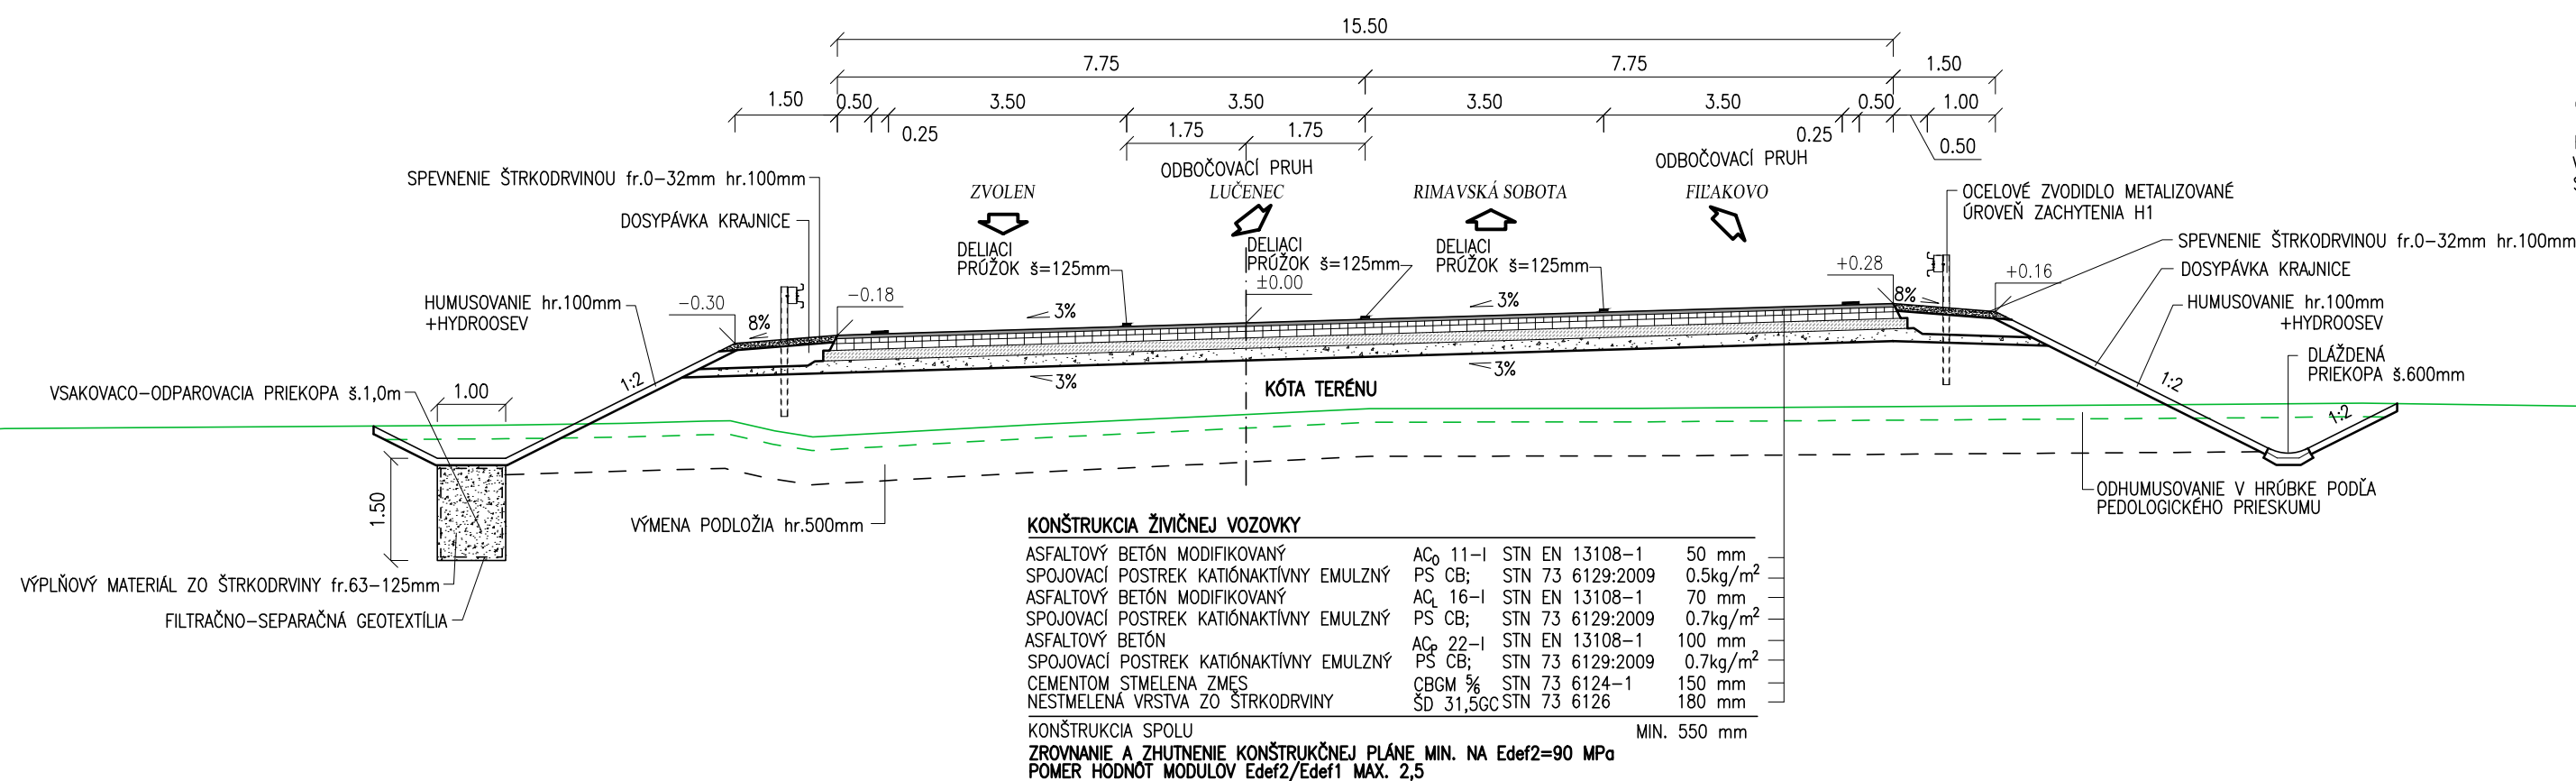 15.50
7.75 7.75 1.50
1.50 0.50 3.50 3.50 3.50 3.50 0.50 1.00
0.25 1.75 1.75 0.25 0.50
ODBOČOVACÍ PRUH
ODBOČOVACÍ PRUH
SPEVNENIE ŠTRKODRVINOU fr.0-32mm hr.100mm
ZVOLEN LUČENEC RIMAVSKÁ SOBOTA FIĽAKOVO
OCELOVÉ ZVODIDLO METALIZOVANÉ
ÚROVEŇ ZACHYTENIA H1
DOSYPÁVKA KRAJNICE
DELIACI
PRÚŽOK š=125mm
DELIACI
PRÚŽOK š=125mm
DELIACI
PRÚŽOK š=125mm
SPEVNENIE ŠTRKODRVINOU fr.0-32mm hr.100mm
DOSYPÁVKA KRAJNICE
±0.00
+0.28
+0.16
HUMUSOVANIE hr.100mm
+HYDROOSEV
-0.30
-0.18
8%
3%
3%
8%
HUMUSOVANIE hr.100mm
+HYDROOSEV
DLÁŽDENÁ
PRIEKOPA š.600mm
1:2
3%
3%
1:2
1:2
KÓTA TERÉNU
VSAKOVACO-ODPAROVACIA PRIEKOPA š.1,0m
1.00
1.50
ODHUMUSOVANIE V HRÚBKE PODĽA
PEDOLOGICKÉHO PRIESKUMU
VÝMENA PODLOŽIA hr.500mm
VÝPLŇOVÝ MATERIÁL ZO ŠTRKODRVINY fr.63-125mm
FILTRAČNO-SEPARAČNÁ GEOTEXTÍLIA
KONŠTRUKCIA ŽIVIČNEJ VOZOVKY
ASFALTOVÝ BETÓN MODIFIKOVANÝ ACO 11-I STN EN 13108-1 50 mm
SPOJOVACÍ POSTREK KATIÓNAKTÍVNY EMULZNÝ PS CB; STN 73 6129:2009 0.5kg/m²
ASFALTOVÝ BETÓN MODIFIKOVANÝ ACL 16-I STN EN 13108-1 70 mm
SPOJOVACÍ POSTREK KATIÓNAKTÍVNY EMULZNÝ PS CB; STN 73 6129:2009 0.7kg/m²
ASFALTOVÝ BETÓN ACP 22-I STN EN 13108-1 100 mm
SPOJOVACÍ POSTREK KATIÓNAKTÍVNY EMULZNÝ PS CB; STN 73 6129:2009 0.7kg/m²
CEMENTOM STMELENA ZMES CBGM 5/6 STN 73 6124-1 150 mm
NESTMELENÁ VRSTVA ZO ŠTRKODRVINY ŠD 31,5GC STN 73 6126 180 mm
KONŠTRUKCIA SPOLU MIN. 550 mm
ZROVNANIE A ZHUTNENIE KONŠTRUKČNEJ PLÁNE MIN. NA Edef2=90 MPa
POMER HODNÔT MODULOV Edef2/Edef1 MAX. 2,5